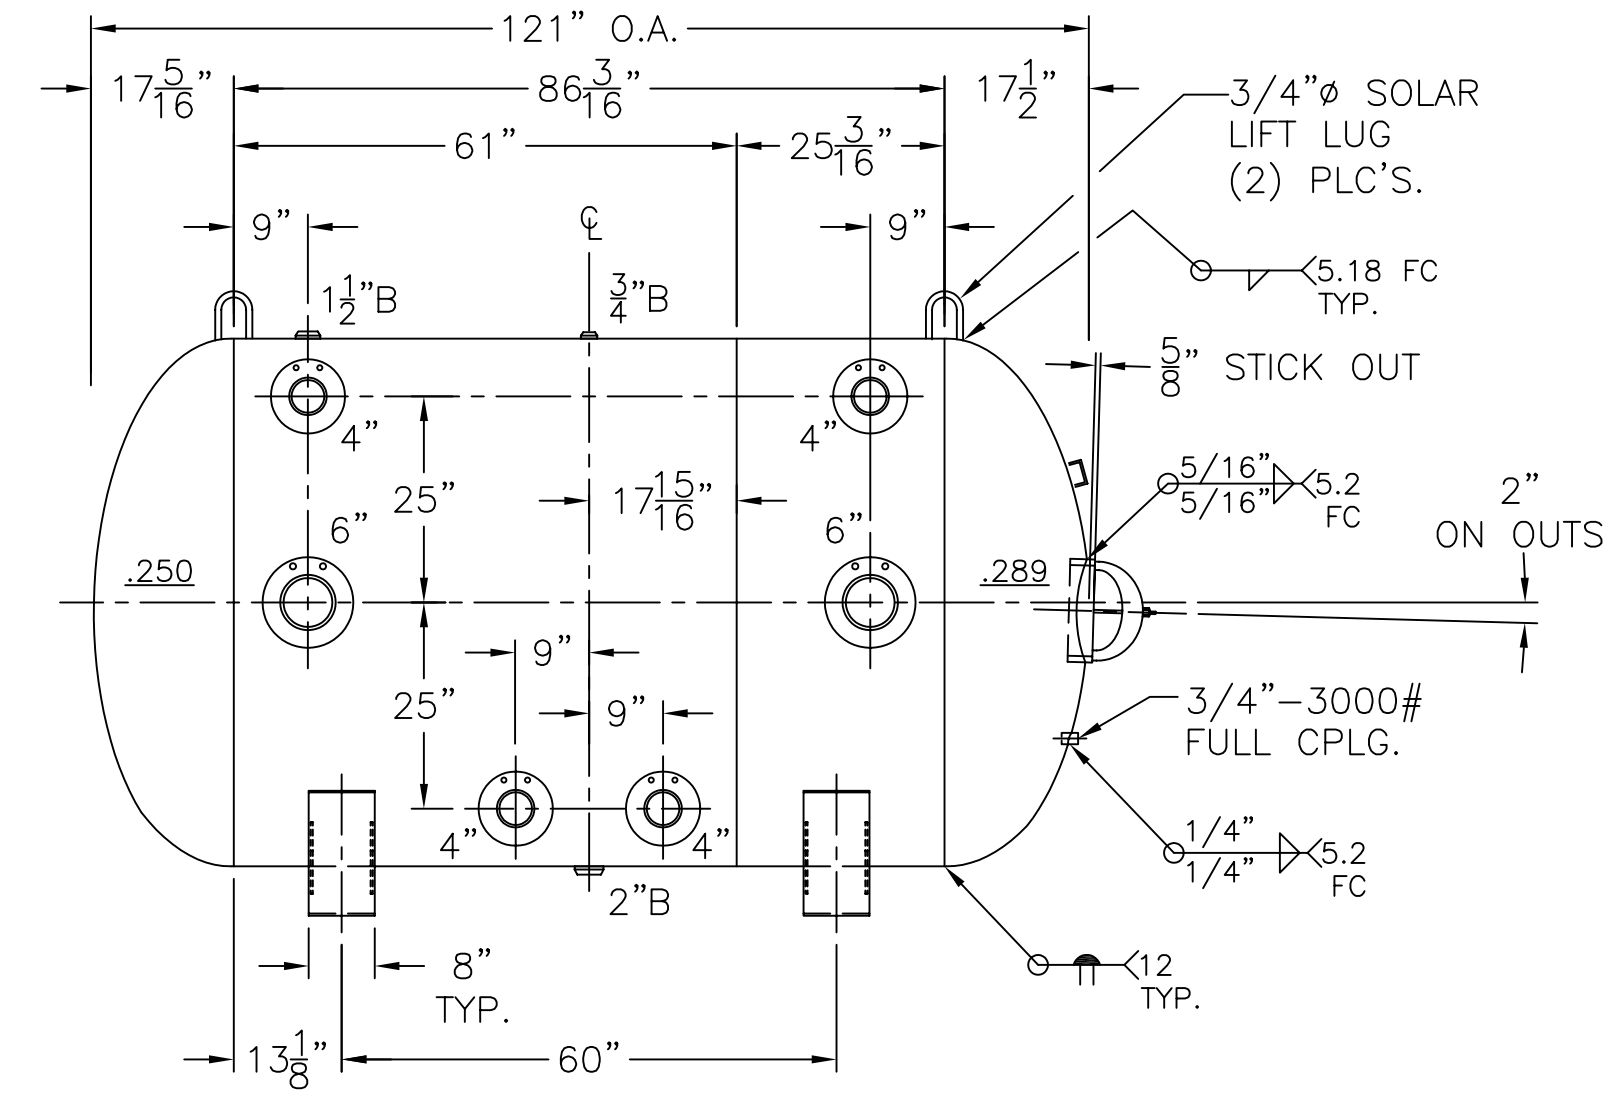 121" O.A.
17 5/16"
86 3/16"
17 1/2"
61"
25 3/16"
3/4"ø SOLAR
LIFT LUG
(2) PLC'S.
9"
℄
9"
1 1/2"B
3/4"B
5.18 FC
TYP.
5/8" STICK OUT
4"
4"
25"
17 15/16"
5/16"
5/16"
5.2
FC
2"
ON OUTS
6"
6"
.250
.289
9"
25"
9"
3/4"-3000#
FULL CPLG.
4"
4"
1/4"
1/4"
5.2
FC
2"B
8"
TYP.
12
TYP.
13 1/8"
60"